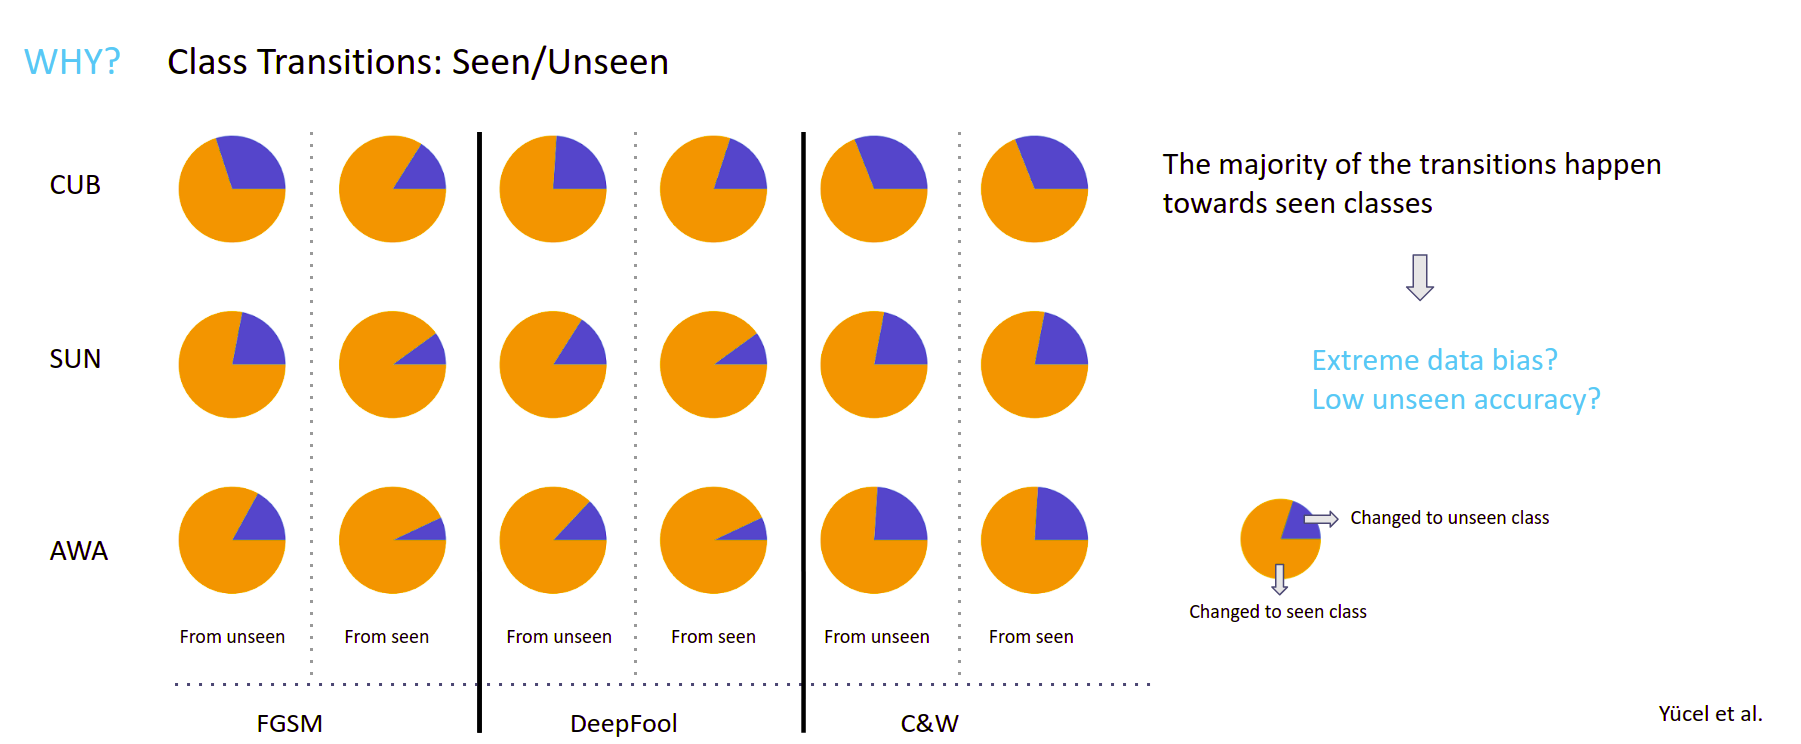 WHY? Class Transitions: Seen/Unseen
CUB
SUN
AWA
From unseen
From seen
From unseen
From seen
From unseen
From seen
FGSM
DeepFool
C&W
The majority of the transitions happen
towards seen classes
Extreme data bias?
Low unseen accuracy?
Changed to unseen class
Changed to seen class
Yücel et al.